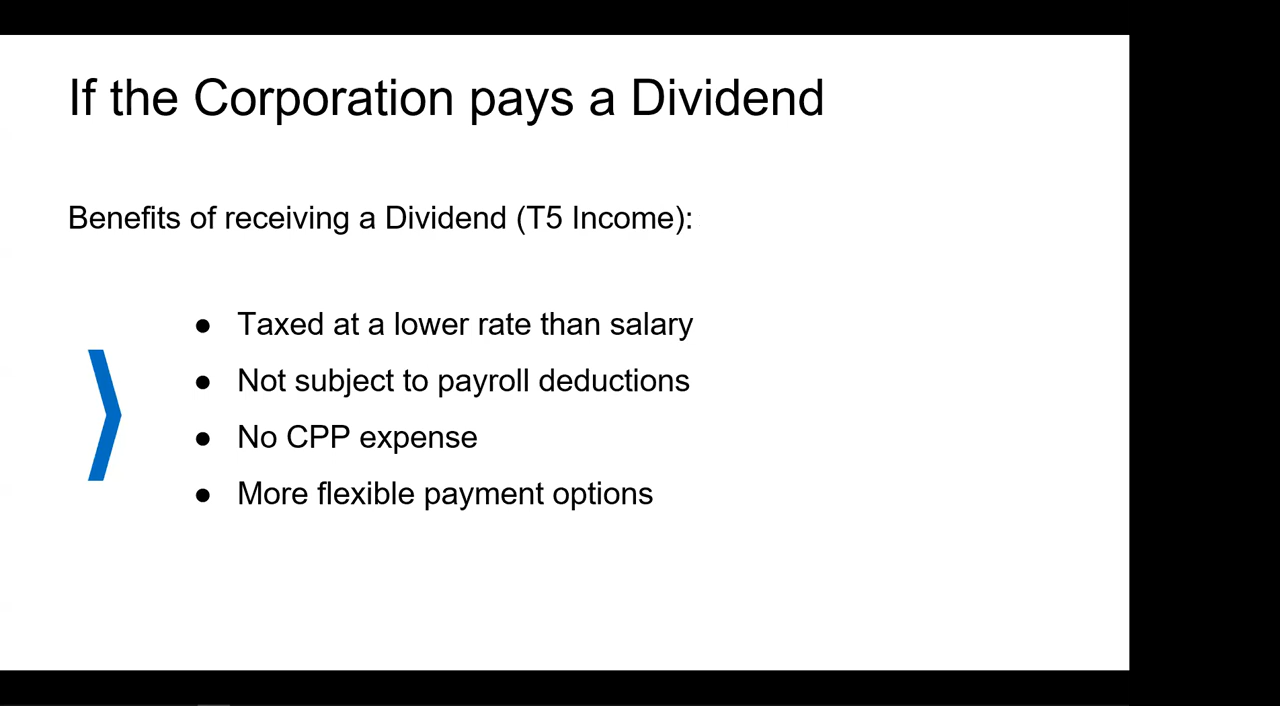 If the Corporation pays a Dividend
Benefits of receiving a Dividend (T5 Income):
● Taxed at a lower rate than salary
● Not subject to payroll deductions
● No CPP expense
● More flexible payment options